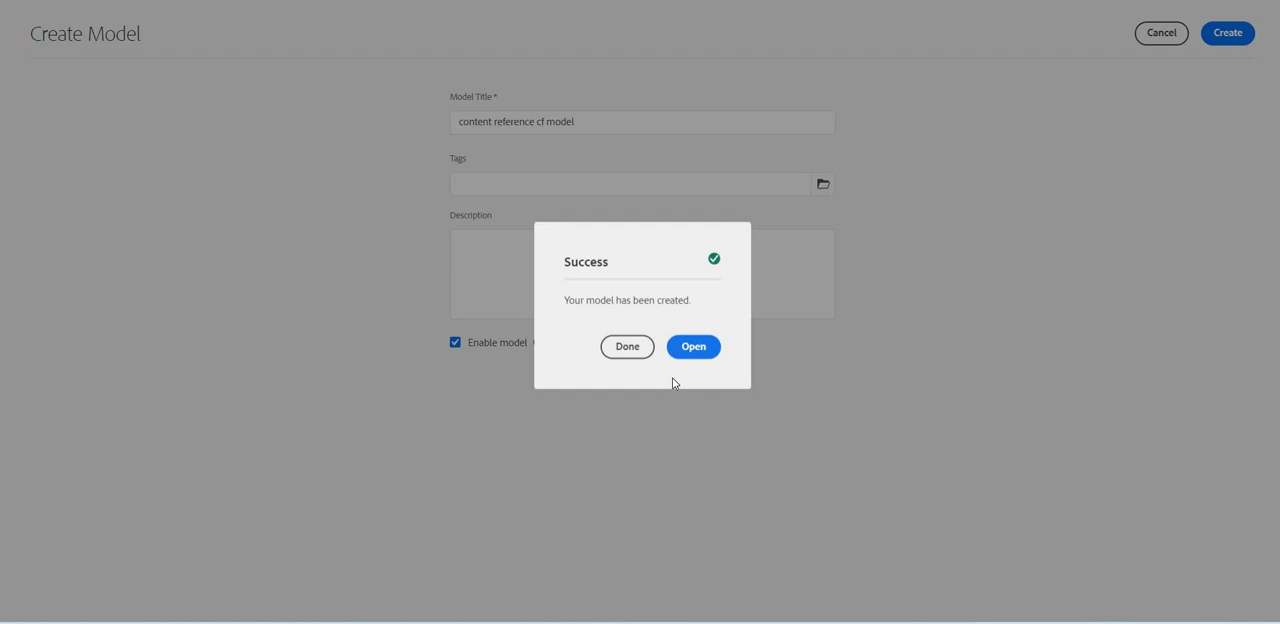 Create Model
Cancel
Create
Model Title *
content reference cf model
Tags
Description
Success
Your model has been created.
Enable model
Done
Open